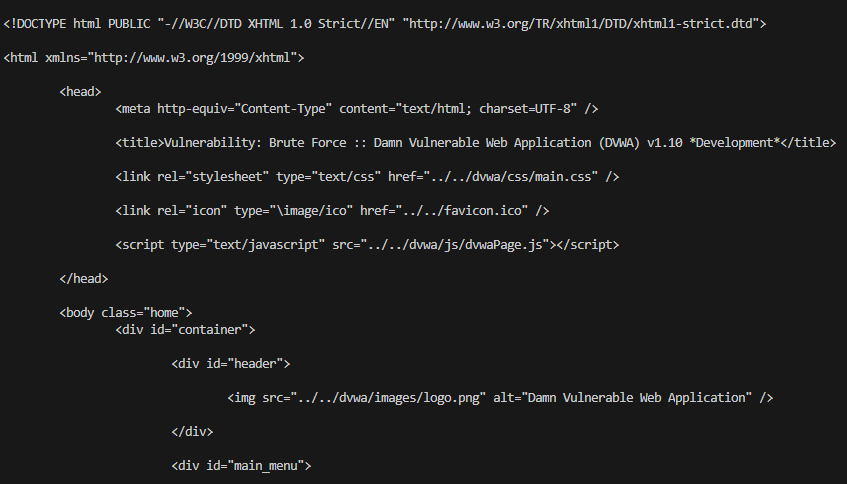 <!DOCTYPE html PUBLIC "-//W3C//DTD XHTML 1.0 Strict//EN" "http://www.w3.org/TR/xhtml1/DTD/xhtml1-strict.dtd">
<html xmlns="http://www.w3.org/1999/xhtml">
<head>
<meta http-equiv="Content-Type" content="text/html; charset=UTF-8" />
<title>Vulnerability: Brute Force :: Damn Vulnerable Web Application (DVWA) v1.10 *Development*</title>
<link rel="stylesheet" type="text/css" href="../../dvwa/css/main.css" />
<link rel="icon" type="\image/ico" href="../../favicon.ico" />
<script type="text/javascript" src="../../dvwa/js/dvwaPage.js"></script>
</head>
<body class="home">
<div id="container">
<div id="header">
<img src="../../dvwa/images/logo.png" alt="Damn Vulnerable Web Application" />
</div>
<div id="main_menu">